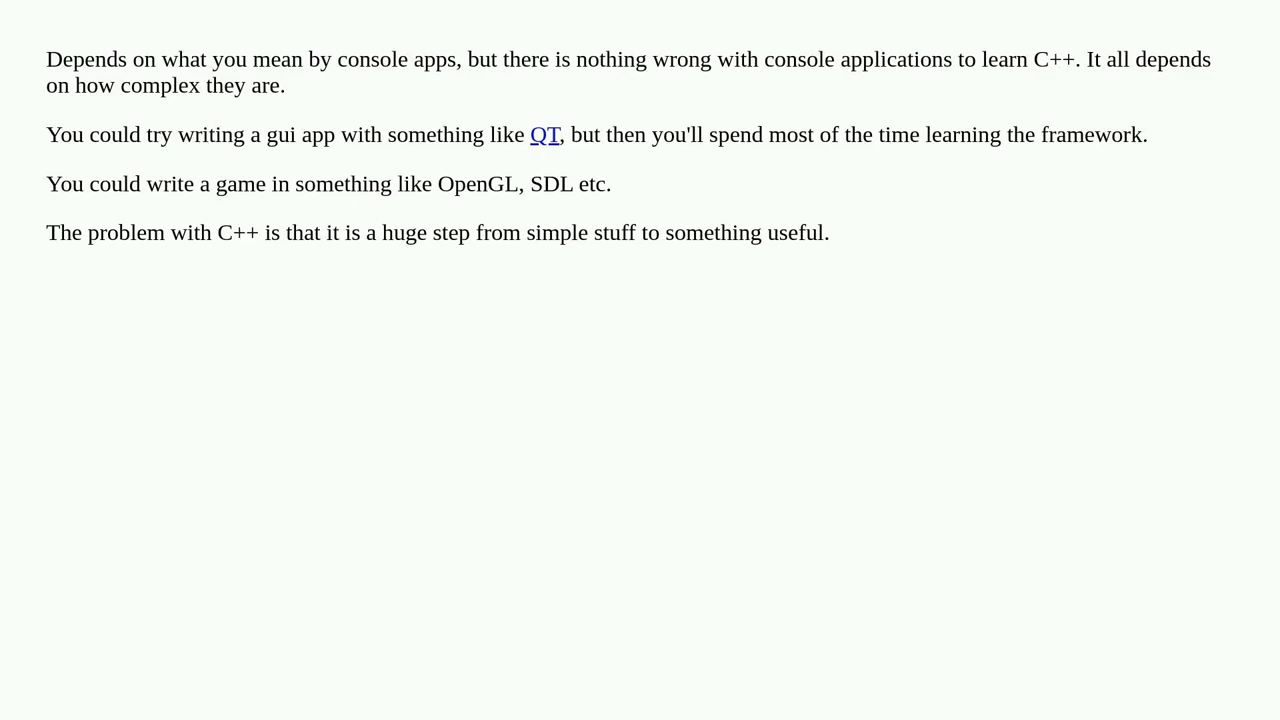 Depends on what you mean by console apps, but there is nothing wrong with console applications to learn C++. It all depends
on how complex they are.
You could try writing a gui app with something like QT, but then you'll spend most of the time learning the framework.
You could write a game in something like OpenGL, SDL etc.
The problem with C++ is that it is a huge step from simple stuff to something useful.